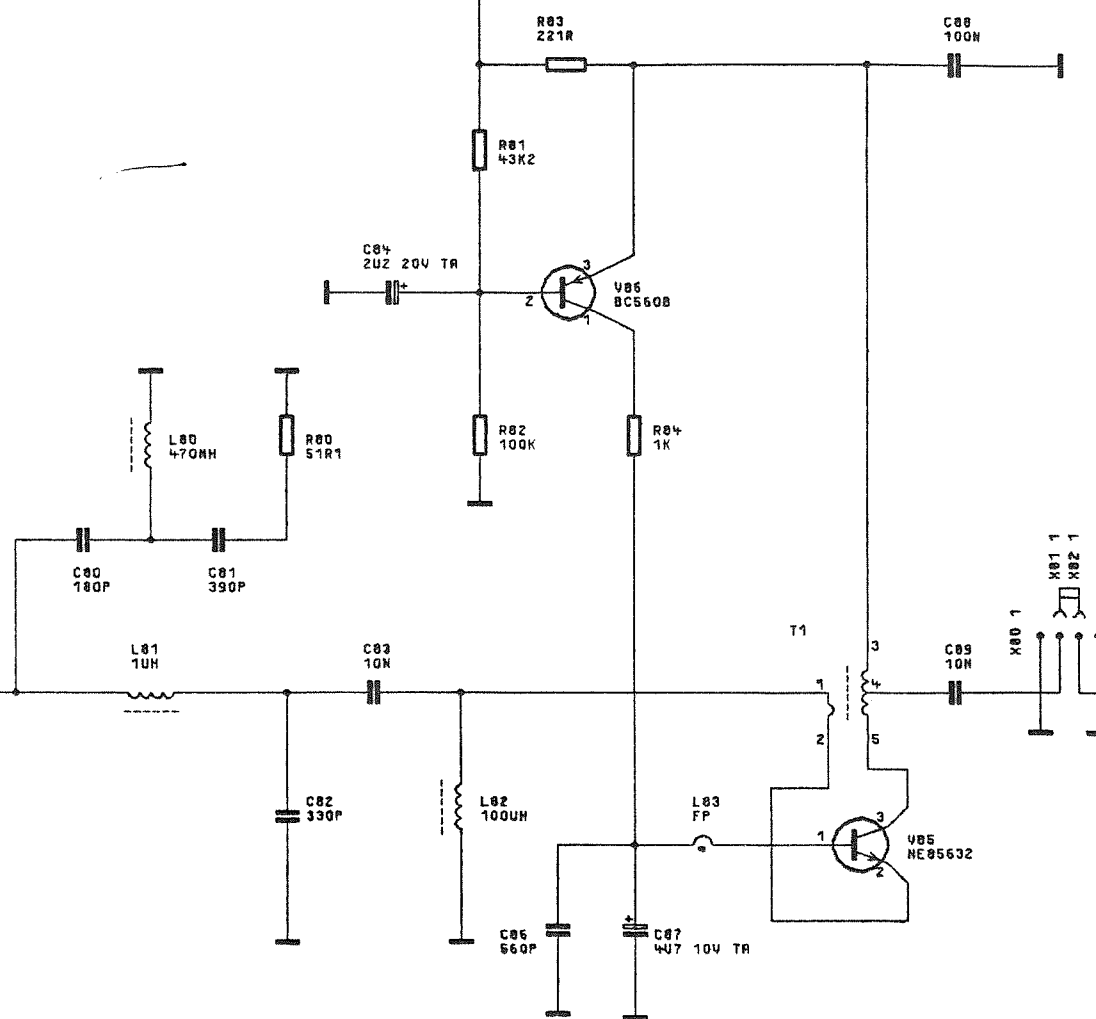 R83
221R
C88
100N
R81
43K2
C84
2U2 20V TA
+
3
2
1
V86
BC560B
L80
470NH
R80
51R1
R82
100K
R84
1K
C80
180P
C81
390P
X81 1
X82 1
X80 1
T1
L81
1UH
C83
10N
3
C89
10N
1
4
2
5
C82
330P
L82
100UH
L83
FP
3
1
V85
NE85632
2
+
C86
560P
C87
4U7 10V TA